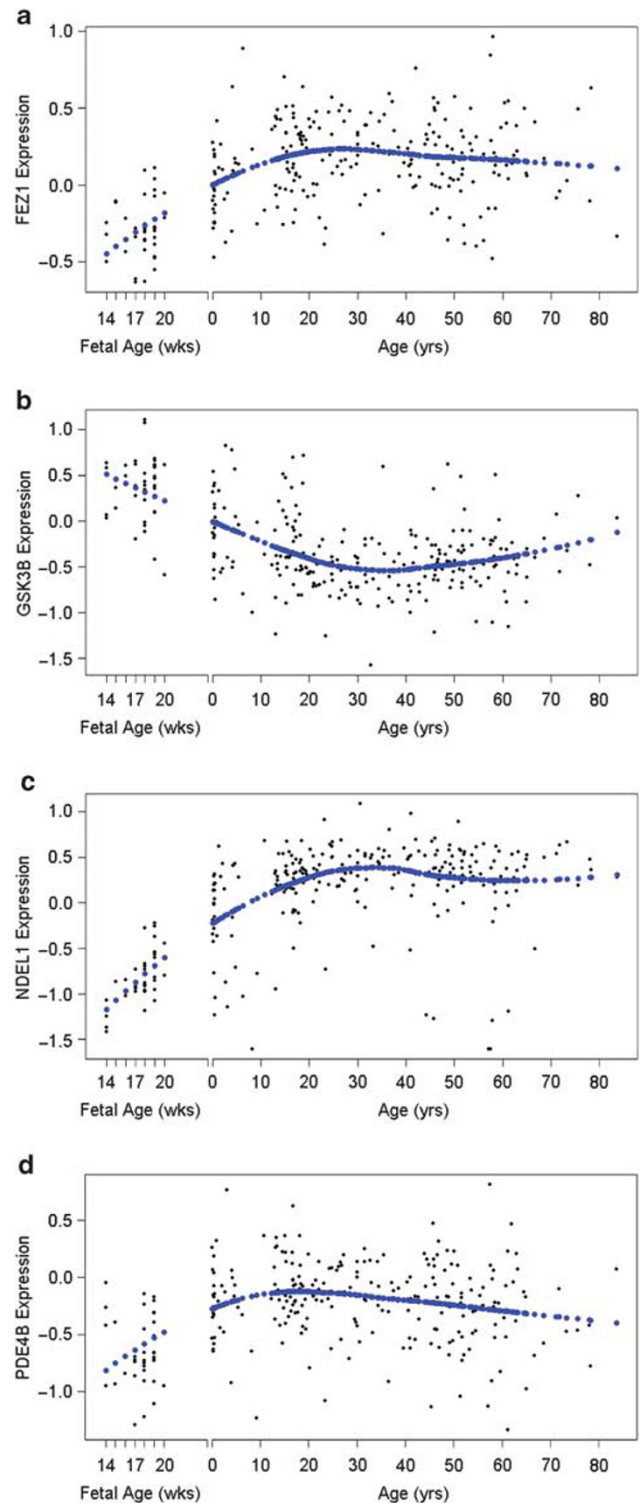 a
FEZ1 Expression
1.0
0.5
0.0
−0.5
14 17 20 0 10 20 30 40 50 60 70 80
Fetal Age (wks) Age (yrs)
b
GSK3B Expression
1.0
0.5
0.0
−0.5
−1.0
−1.5
14 17 20 0 10 20 30 40 50 60 70 80
Fetal Age (wks) Age (yrs)
c
NDEL1 Expression
1.0
0.5
0.0
−0.5
−1.0
−1.5
14 17 20 0 10 20 30 40 50 60 70 80
Fetal Age (wks) Age (yrs)
d
PDE4B Expression
0.5
0.0
−0.5
−1.0
14 17 20 0 10 20 30 40 50 60 70 80
Fetal Age (wks) Age (yrs)